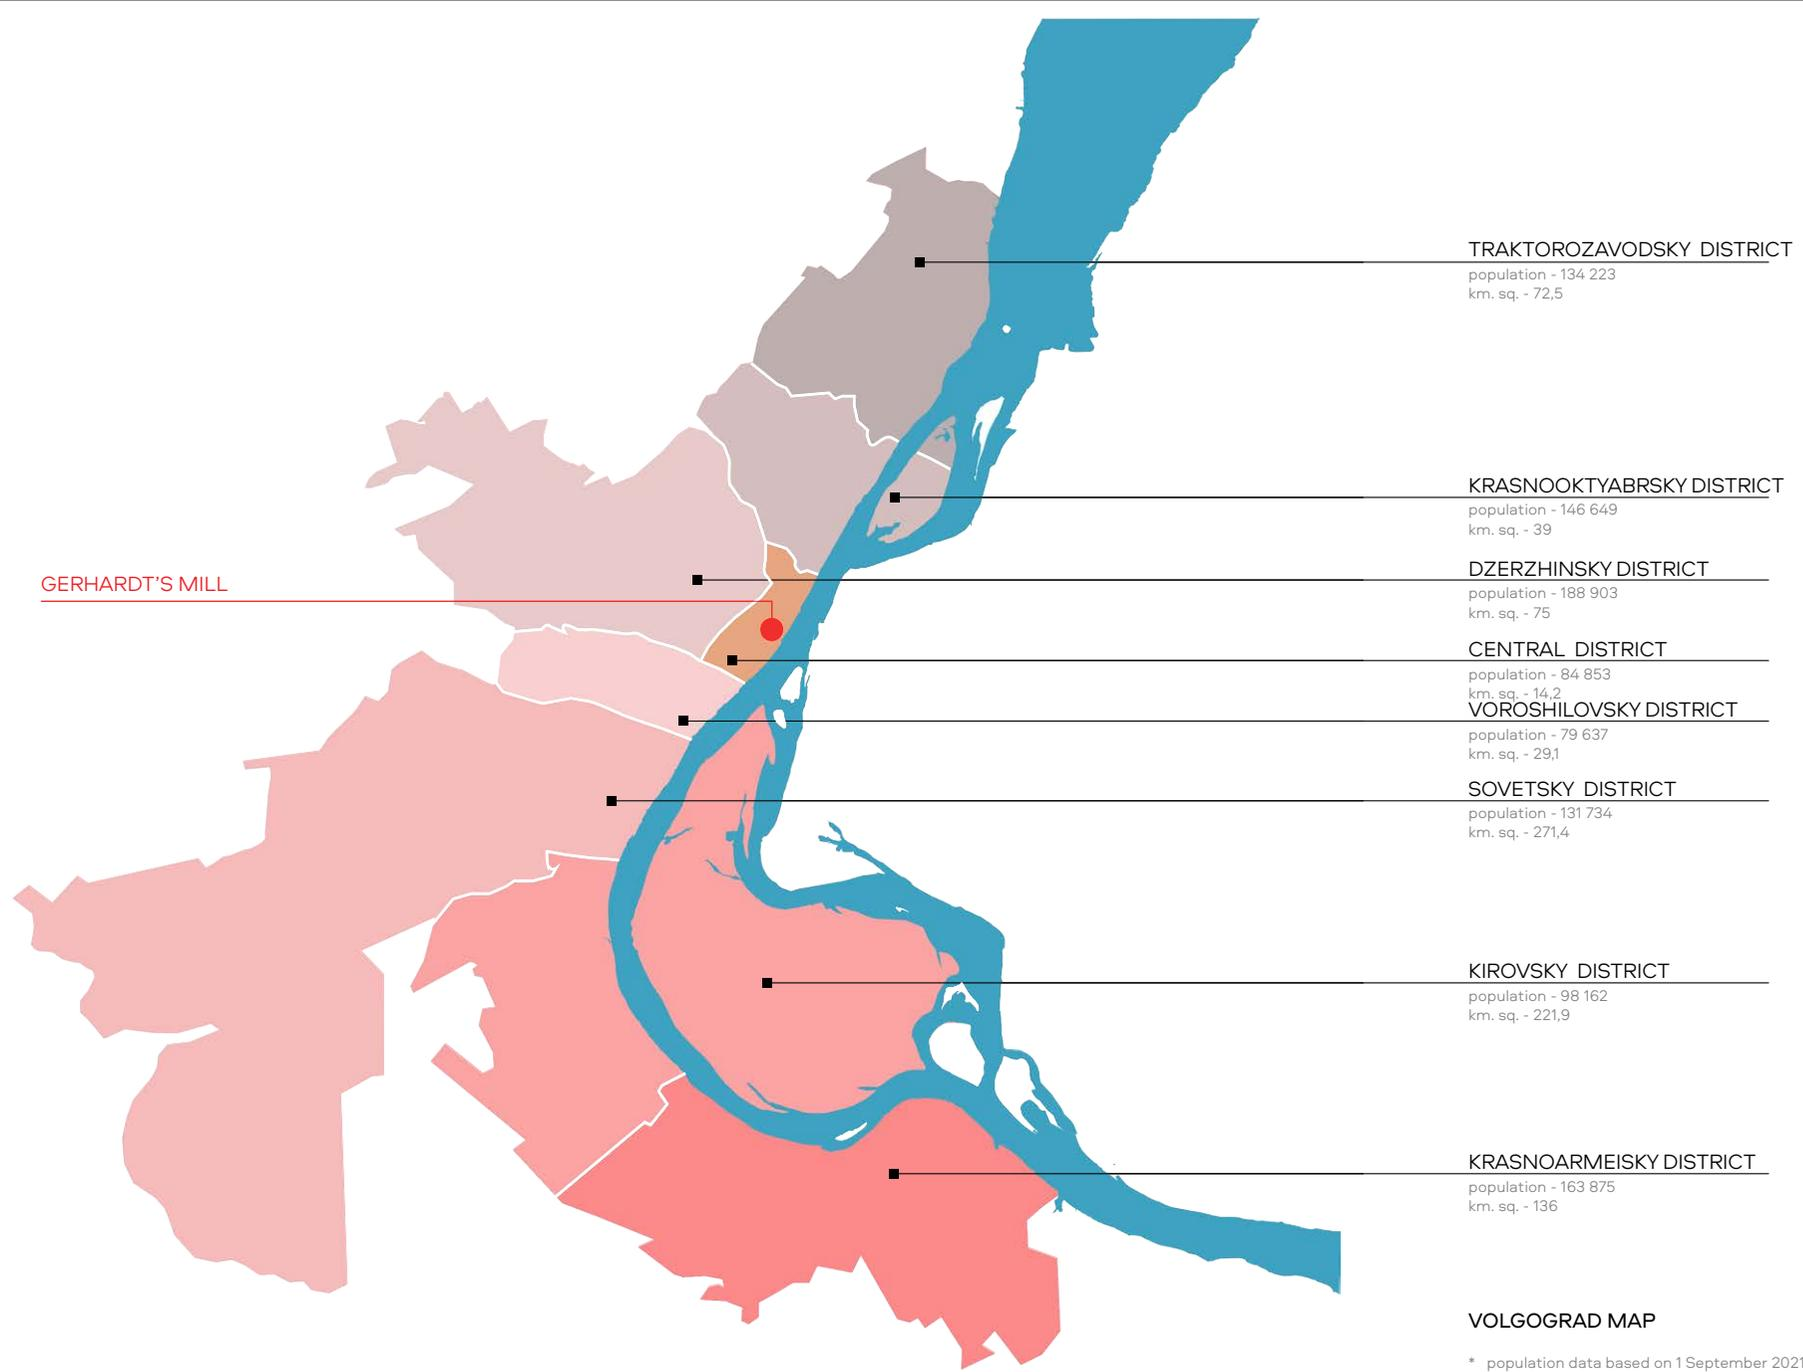 TRAKTOROZAVODSKY DISTRICT
population - 134 223
km. sq. - 72,5
KRASNOOKTYABRSKY DISTRICT
population - 146 649
km. sq. - 39
DZERZHINSKY DISTRICT
population - 188 903
km. sq. - 75
GERHARDT'S MILL
CENTRAL DISTRICT
population - 84 853
km. sq. - 14,2
VOROSHILOVSKY DISTRICT
population - 79 637
km. sq. - 29,1
SOVETSKY DISTRICT
population - 131 734
km. sq. - 271,4
KIROVSKY DISTRICT
population - 98 162
km. sq. - 221,9
KRASNOARMEISKY DISTRICT
population - 163 875
km. sq. - 136
VOLGOGRAD MAP
* population data based on 1 September 2021